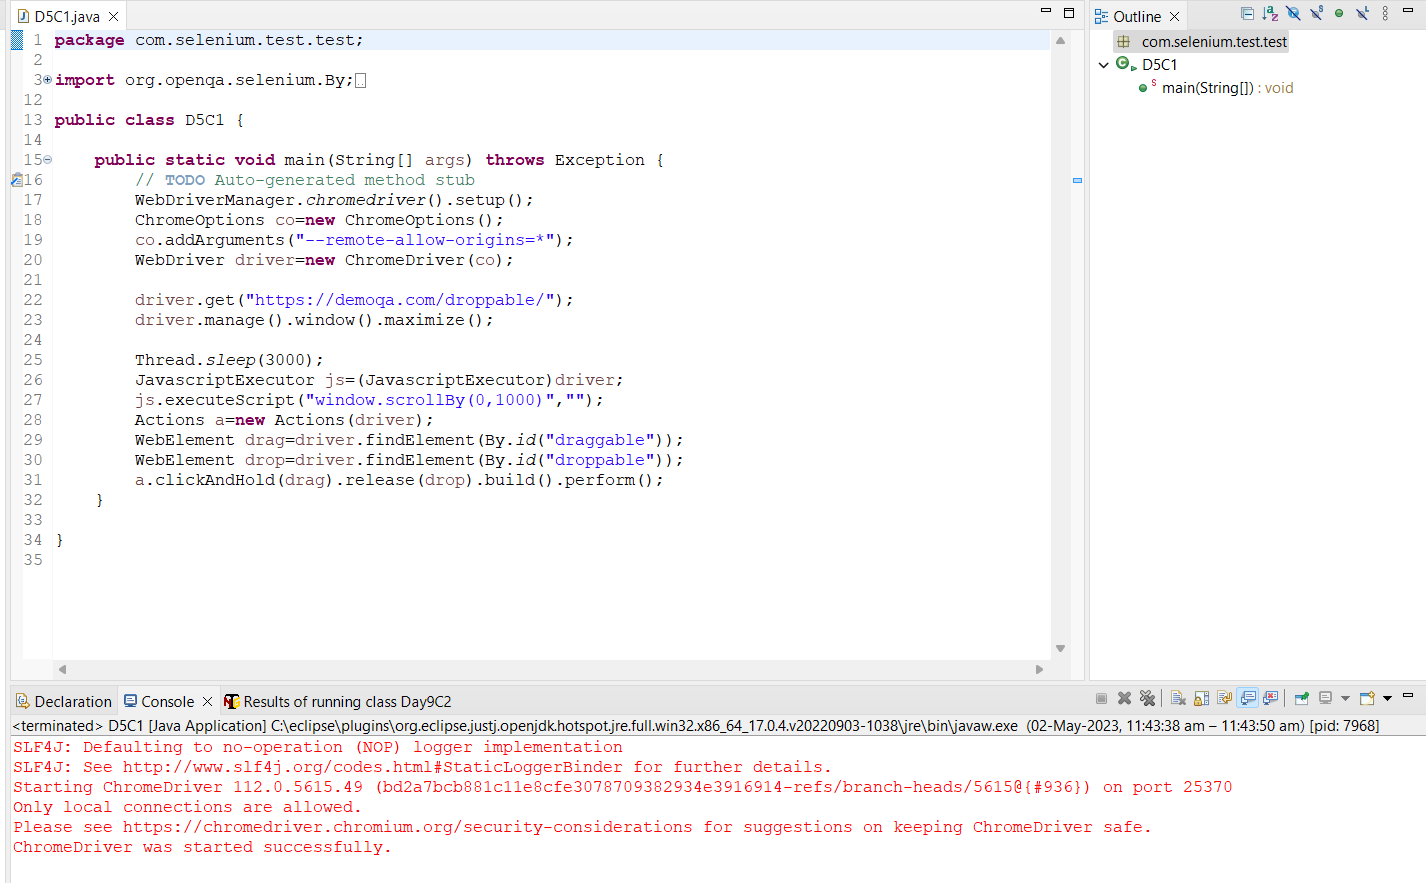 D5C1.java
1 package com.selenium.test.test;
2
3 import org.openqa.selenium.By;
12
13 public class D5C1 {
14
15 public static void main(String[] args) throws Exception {
16 // TODO Auto-generated method stub
17 WebDriverManager.chromedriver().setup();
18 ChromeOptions co=new ChromeOptions();
19 co.addArguments("--remote-allow-origins=*");
20 WebDriver driver=new ChromeDriver(co);
21
22 driver.get("https://demoqa.com/droppable/");
23 driver.manage().window().maximize();
24
25 Thread.sleep(3000);
26 JavascriptExecutor js=(JavascriptExecutor)driver;
27 js.executeScript("window.scrollBy(0,1000)","");
28 Actions a=new Actions(driver);
29 WebElement drag=driver.findElement(By.id("draggable"));
30 WebElement drop=driver.findElement(By.id("droppable"));
31 a.clickAndHold(drag).release(drop).build().perform();
32 }
33
34 }
35
Outline
com.selenium.test.test
D5C1
main(String[]) : void
Declaration Console Results of running class Day9C2
<terminated> D5C1 [Java Application] C:\eclipse\plugins\org.eclipse.justj.openjdk.hotspot.jre.full.win32.x86_64_17.0.4.v20220903-1038\jre\bin\javaw.exe (02-May-2023, 11:43:38 am – 11:43:50 am) [pid: 7968]
SLF4J: Defaulting to no-operation (NOP) logger implementation
SLF4J: See http://www.slf4j.org/codes.html#StaticLoggerBinder for further details.
Starting ChromeDriver 112.0.5615.49 (bd2a7bcb881c11e8cfe3078709382934e3916914-refs/branch-heads/5615@{#936}) on port 25370
Only local connections are allowed.
Please see https://chromedriver.chromium.org/security-considerations for suggestions on keeping ChromeDriver safe.
ChromeDriver was started successfully.